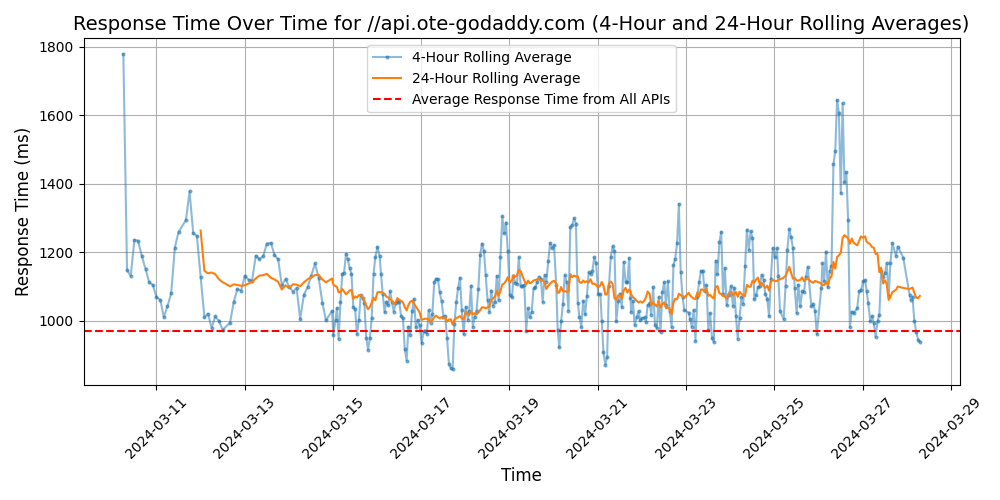 Response Time Over Time for //api.ote-godaddy.com (4-Hour and 24-Hour Rolling Averages)
4-Hour Rolling Average
24-Hour Rolling Average
Average Response Time from All APIs
Response Time (ms)
1800
1600
1400
1200
1000
2024-03-11
2024-03-13
2024-03-15
2024-03-17
2024-03-19
2024-03-21
2024-03-23
2024-03-25
2024-03-27
2024-03-29
Time